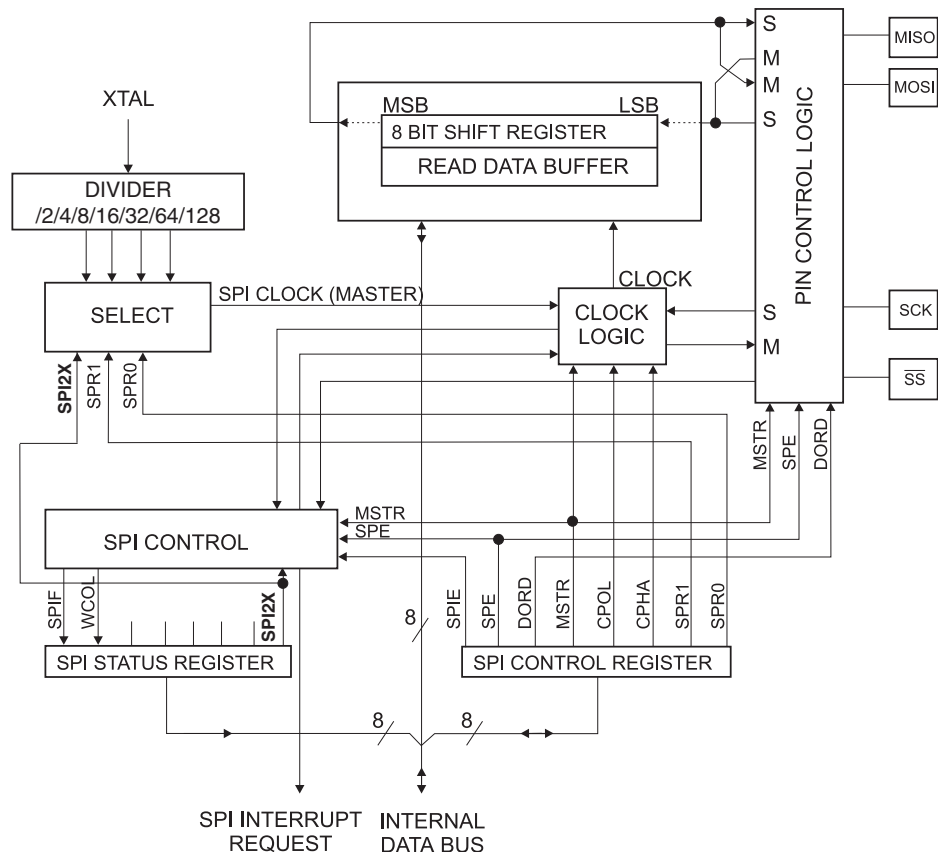 S
MISO
M
MOSI
M
S
XTAL
MSB
LSB
8 BIT SHIFT REGISTER
READ DATA BUFFER
PIN CONTROL LOGIC
DIVIDER
/2/4/8/16/32/64/128
CLOCK
SPI CLOCK (MASTER)
SELECT
CLOCK
LOGIC
S
M
SCK
SS
SPI2X
SPR1
SPR0
MSTR
SPE
DORD
SPI CONTROL
MSTR
SPE
SPIF
WCOL
SPI2X
8
SPIE
SPE
DORD
MSTR
CPOL
CPHA
SPR1
SPR0
SPI STATUS REGISTER
SPI CONTROL REGISTER
8
8
SPI INTERRUPT
REQUEST
INTERNAL
DATA BUS